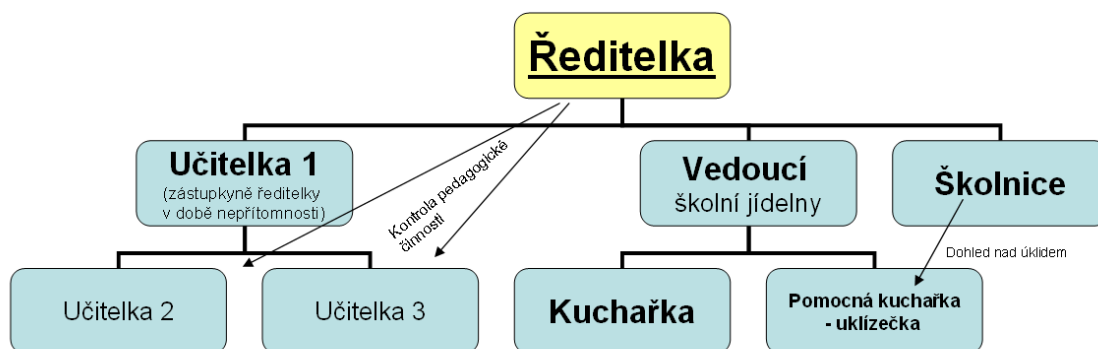 Ředitelka
Učitelka 1
(zástupkyně ředitelky
v době nepřítomnosti)
Kontrola pedagogické
činnosti
Vedoucí
školní jídelny
Školnice
Dohled nad úklidem
Učitelka 2
Učitelka 3
Kuchařka
Pomocná kuchařka
- uklízečka